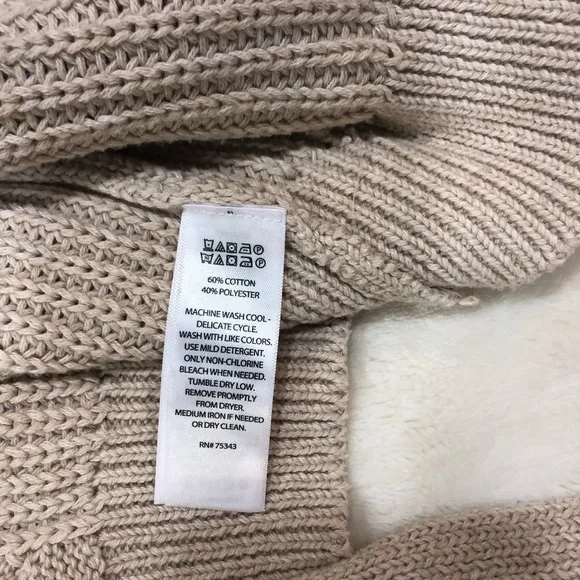 60% COTTON
40% POLYESTER
MACHINE WASH COOL -
DELICATE CYCLE.
WASH WITH LIKE COLORS.
USE MILD DETERGENT.
ONLY NON-CHLORINE
BLEACH WHEN NEEDED.
TUMBLE DRY LOW.
REMOVE PROMPTLY
FROM DRYER.
MEDIUM IRON IF NEEDED
OR DRY CLEAN.
RN# 75343